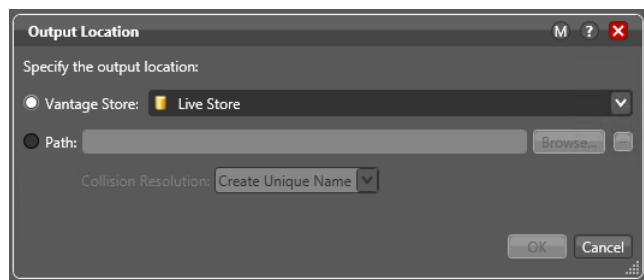 Output Location M ?
Specify the output location:
Vantage Store: Live Store
Path: Browse...
Collision Resolution: Create Unique Name
OK Cancel